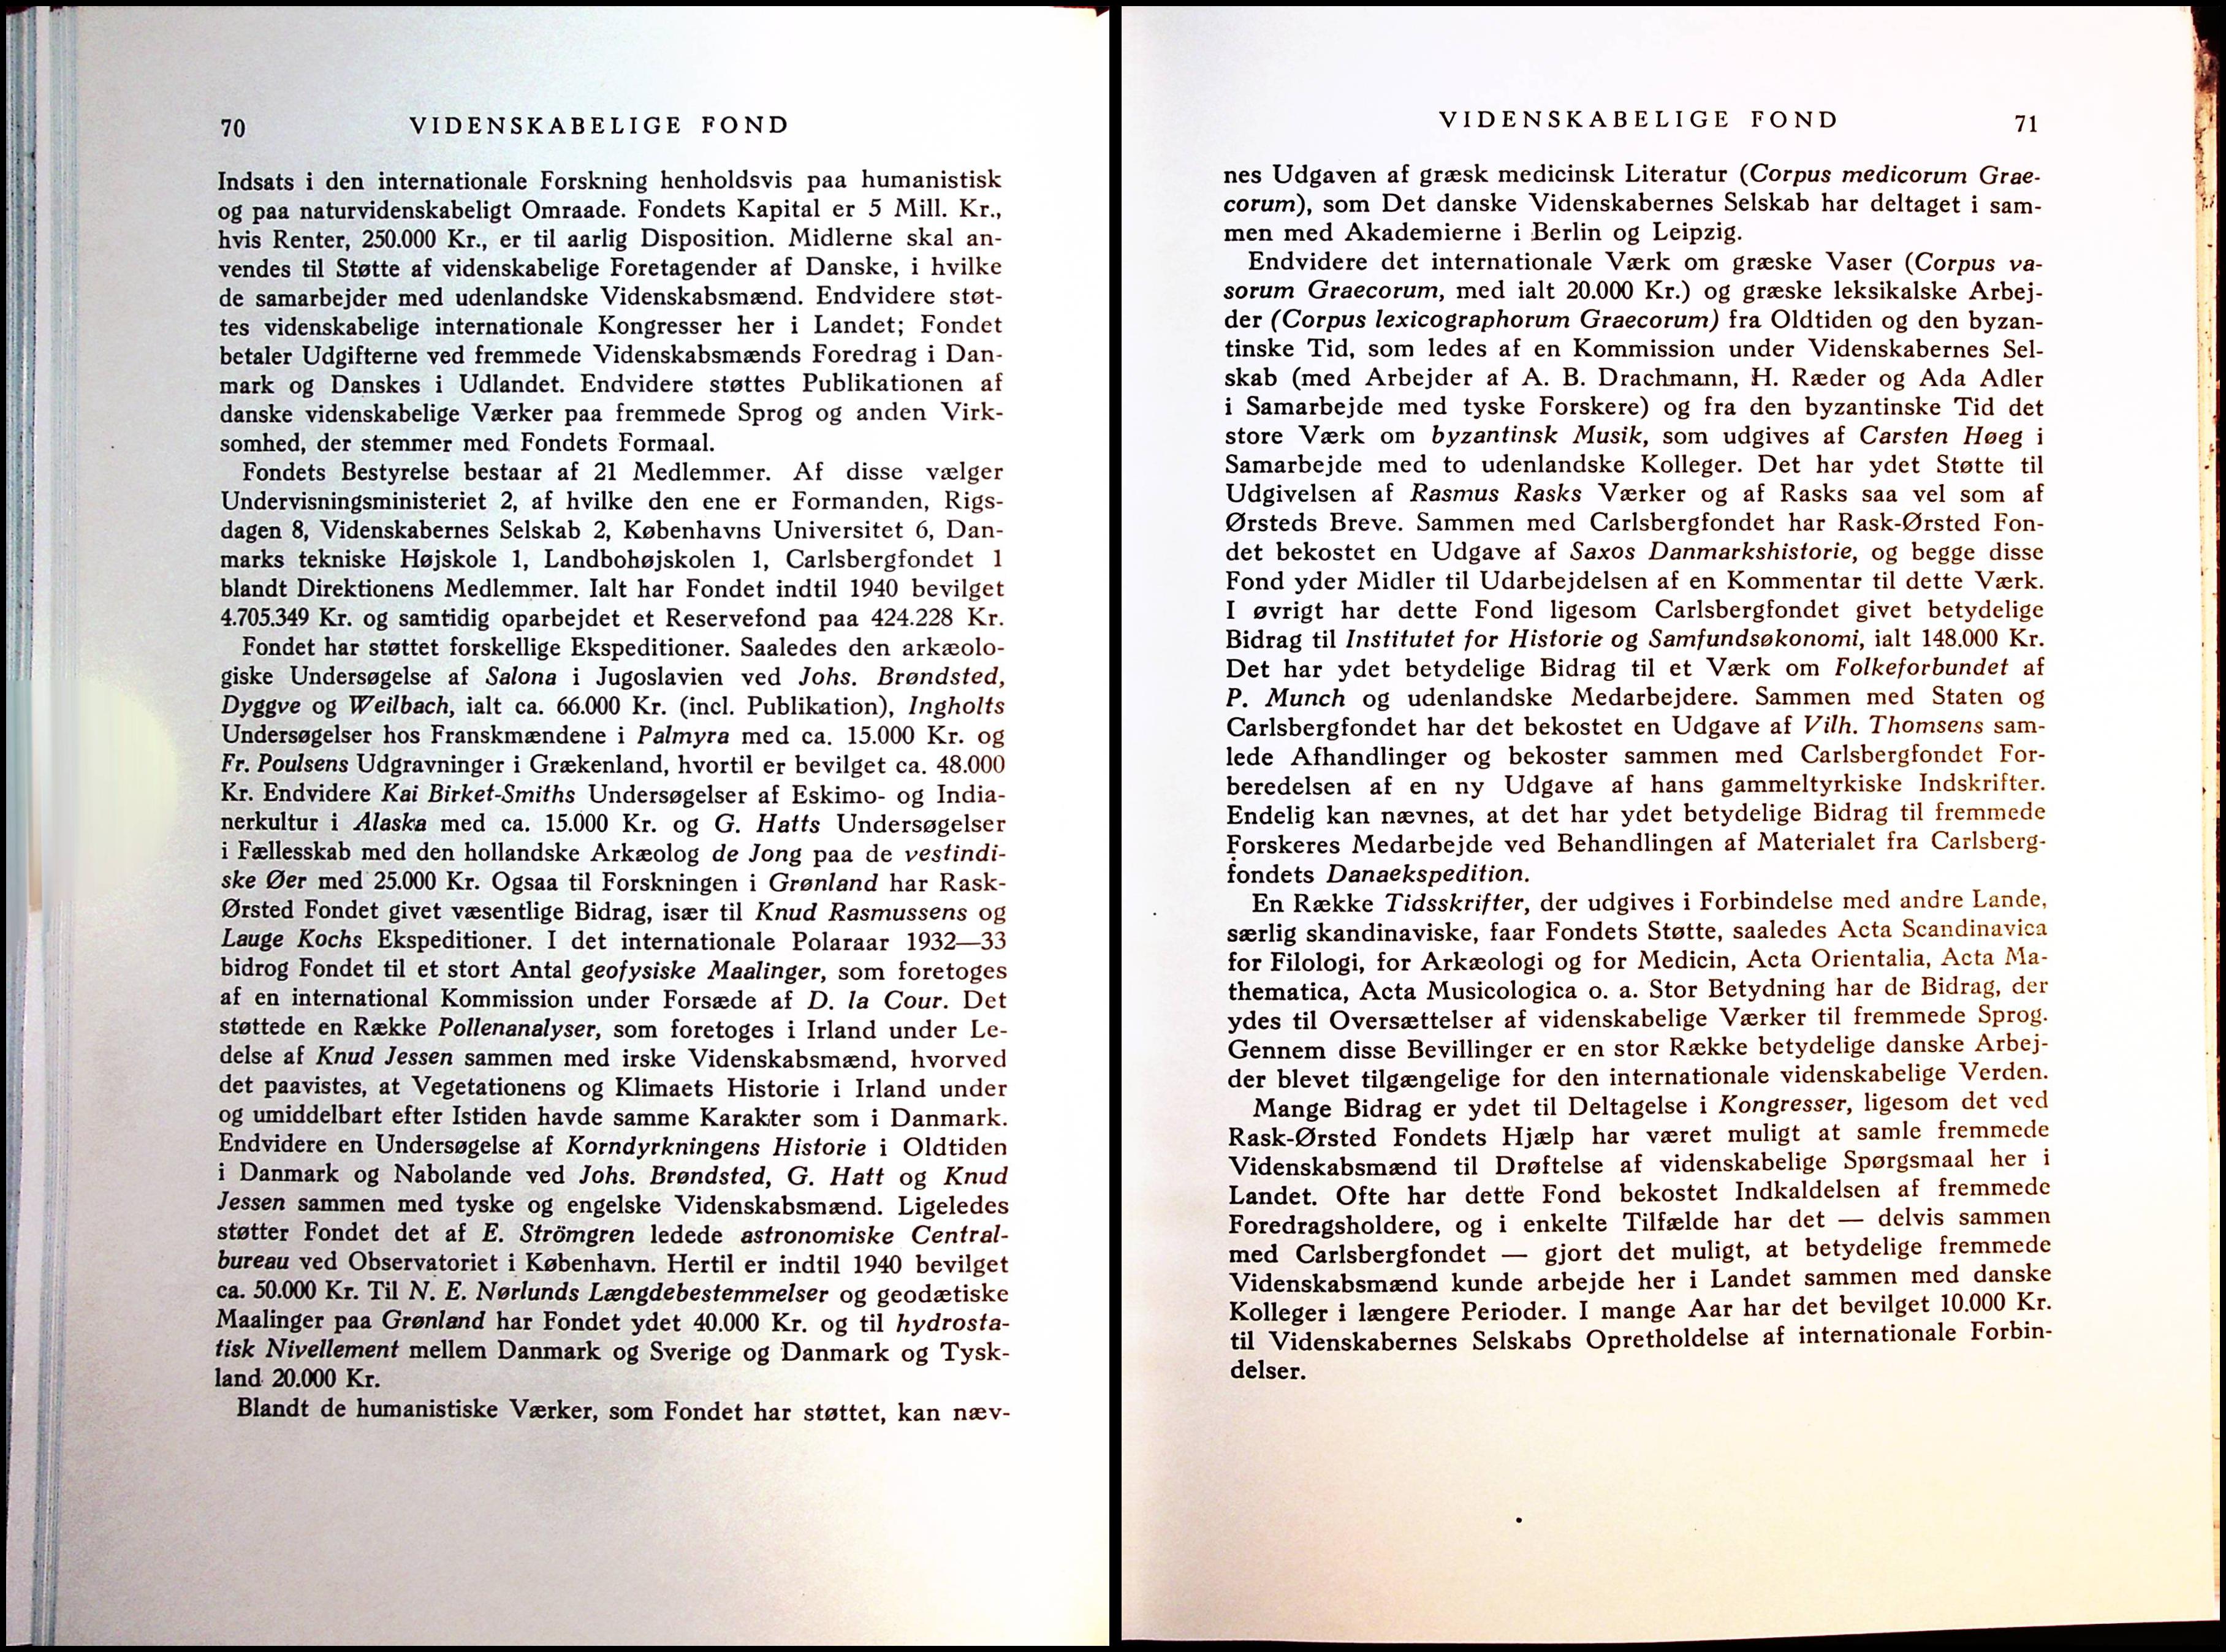 70 VIDENSKABELIGE FOND
Indsats i den internationale Forskning henholdsvis paa humanistisk
og paa naturvidenskabeligt Omraade. Fondets Kapital er 5 Mill. Kr.,
hvis Renter, 250.000 Kr., er til aarlig Disposition. Midlerne skal an-
vendes til Støtte af videnskabelige Foretagender af Danske, i hvilke
de samarbejder med udenlandske Videnskabsmænd. Endvidere støt-
tes videnskabelige internationale Kongresser her i Landet; Fondet
betaler Udgifterne ved fremmede Videnskabsmænds Foredrag i Dan-
mark og Danskes i Udlandet. Endvidere støttes Publikationen af
danske videnskabelige Værker paa fremmede Sprog og anden Virk-
somhed, der stemmer med Fondets Formaal.
Fondets Bestyrelse bestaar af 21 Medlemmer. Af disse vælger
Undervisningsministeriet 2, af hvilke den ene er Formanden, Rigs-
dagen 8, Videnskabernes Selskab 2, Københavns Universitet 6, Dan-
marks tekniske Højskole 1, Landbohøjskolen 1, Carlsbergfondet 1
blandt Direktionens Medlemmer. Ialt har Fondet indtil 1940 bevilget
4.705.349 Kr. og samtidig oparbejdet et Reservefond paa 424.228 Kr.
Fondet har støttet forskellige Ekspeditioner. Saaledes den arkæolo-
giske Undersøgelse af Salona i Jugoslavien ved Johs. Brøndsted,
Dyggve og Weilbach, ialt ca. 66.000 Kr. (incl. Publikation), Ingholts
Undersøgelser hos Franskmændene i Palmyra med ca. 15.000 Kr. og
Fr. Poulsens Udgravninger i Grækenland, hvortil er bevilget ca. 48.000
Kr. Endvidere Kai Birket-Smiths Undersøgelser af Eskimo- og India-
nerkultur i Alaska med ca. 15.000 Kr. og G. Hatts Undersøgelser
i Fællesskab med den hollandske Arkæolog de Jong paa de vestindi-
ske Øer med 25.000 Kr. Ogsaa til Forskningen i Grønland har Rask-
Ørsted Fondet givet væsentlige Bidrag, især til Knud Rasmussens og
Lauge Kochs Ekspeditioner. I det internationale Polaraar 1932—33
bidrog Fondet til et stort Antal geofysiske Maalinger, som foretoges
af en international Kommission under Forsæde af D. la Cour. Det
støttede en Række Pollenanalyser, som foretoges i Irland under Le-
delse af Knud Jessen sammen med irske Videnskabsmænd, hvorved
det paavistes, at Vegetationens og Klimaets Historie i Irland under
og umiddelbart efter Istiden havde samme Karakter som i Danmark.
Endvidere en Undersøgelse af Korndyrkningens Historie i Oldtiden
i Danmark og Nabolande ved Johs. Brøndsted, G. Hatt og Knud
Jessen sammen med tyske og engelske Videnskabsmænd. Ligeledes
støtter Fondet det af E. Strömgren ledede astronomiske Central-
bureau ved Observatoriet i København. Hertil er indtil 1940 bevilget
ca. 50.000 Kr. Til N. E. Nørlunds Længdebestemmelser og geodætiske
Maalinger paa Grønland har Fondet ydet 40.000 Kr. og til hydrosta-
tisk Nivellement mellem Danmark og Sverige og Danmark og Tysk-
land 20.000 Kr.
Blandt de humanistiske Værker, som Fondet har støttet, kan næv-
VIDENSKABELIGE FOND 71
nes Udgaven af græsk medicinsk Literatur (Corpus medicorum Grae-
corum), som Det danske Videnskabernes Selskab har deltaget i sam-
men med Akademierne i Berlin og Leipzig.
Endvidere det internationale Værk om græske Vaser (Corpus va-
sorum Graecorum, med ialt 20.000 Kr.) og græske leksikalske Arbej-
der (Corpus lexicographorum Graecorum) fra Oldtiden og den byzan-
tinske Tid, som ledes af en Kommission under Videnskabernes Sel-
skab (med Arbejder af A. B. Drachmann, H. Ræder og Ada Adler
i Samarbejde med tyske Forskere) og fra den byzantinske Tid det
store Værk om byzantinsk Musik, som udgives af Carsten Høeg i
Samarbejde med to udenlandske Kolleger. Det har ydet Støtte til
Udgivelsen af Rasmus Rasks Værker og af Rasks saa vel som af
Ørsteds Breve. Sammen med Carlsbergfondet har Rask-Ørsted Fon-
det bekostet en Udgave af Saxos Danmarkshistorie, og begge disse
Fond yder Midler til Udarbejdelsen af en Kommentar til dette Værk.
I øvrigt har dette Fond ligesom Carlsbergfondet givet betydelige
Bidrag til Institutet for Historie og Samfundsøkonomi, ialt 148.000 Kr.
Det har ydet betydelige Bidrag til et Værk om Folkeforbundet af
P. Munch og udenlandske Medarbejdere. Sammen med Staten og
Carlsbergfondet har det bekostet en Udgave af Vilh. Thomsens sam-
lede Afhandlinger og bekoster sammen med Carlsbergfondet For-
beredelsen af en ny Udgave af hans gammeltyrkiske Indskrifter.
Endelig kan nævnes, at det har ydet betydelige Bidrag til fremmede
Forskeres Medarbejde ved Behandlingen af Materialet fra Carlsberg-
fondets Danaekspedition.
En Række Tidsskrifter, der udgives i Forbindelse med andre Lande,
særlig skandinaviske, faar Fondets Støtte, saaledes Acta Scandinavica
for Filologi, for Arkæologi og for Medicin, Acta Orientalia, Acta Ma-
thematica, Acta Musicologica o. a. Stor Betydning har de Bidrag, der
ydes til Oversættelser af videnskabelige Værker til fremmede Sprog.
Gennem disse Bevillinger er en stor Række betydelige danske Arbej-
der blevet tilgængelige for den internationale videnskabelige Verden.
Mange Bidrag er ydet til Deltagelse i Kongresser, ligesom det ved
Rask-Ørsted Fondets Hjælp har været muligt at samle fremmede
Videnskabsmænd til Drøftelse af videnskabelige Spørgsmaal her i
Landet. Ofte har dette Fond bekostet Indkaldelsen af fremmede
Foredragsholdere, og i enkelte Tilfælde har det — delvis sammen
med Carlsbergfondet — gjort det muligt, at betydelige fremmede
Videnskabsmænd kunde arbejde her i Landet sammen med danske
Kolleger i længere Perioder. I mange Aar har det bevilget 10.000 Kr.
til Videnskabernes Selskabs Opretholdelse af internationale Forbin-
delser.